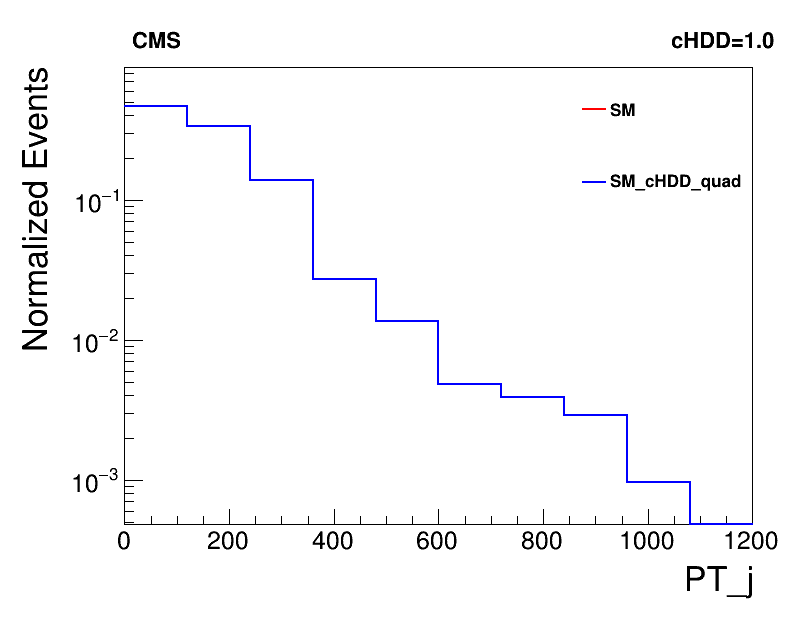 CMS
cHDD=1.0
Normalized Events
SM
SM_cHDD_quad
10⁻¹
10⁻²
10⁻³
0 200 400 600 800 1000 1200
PT_j